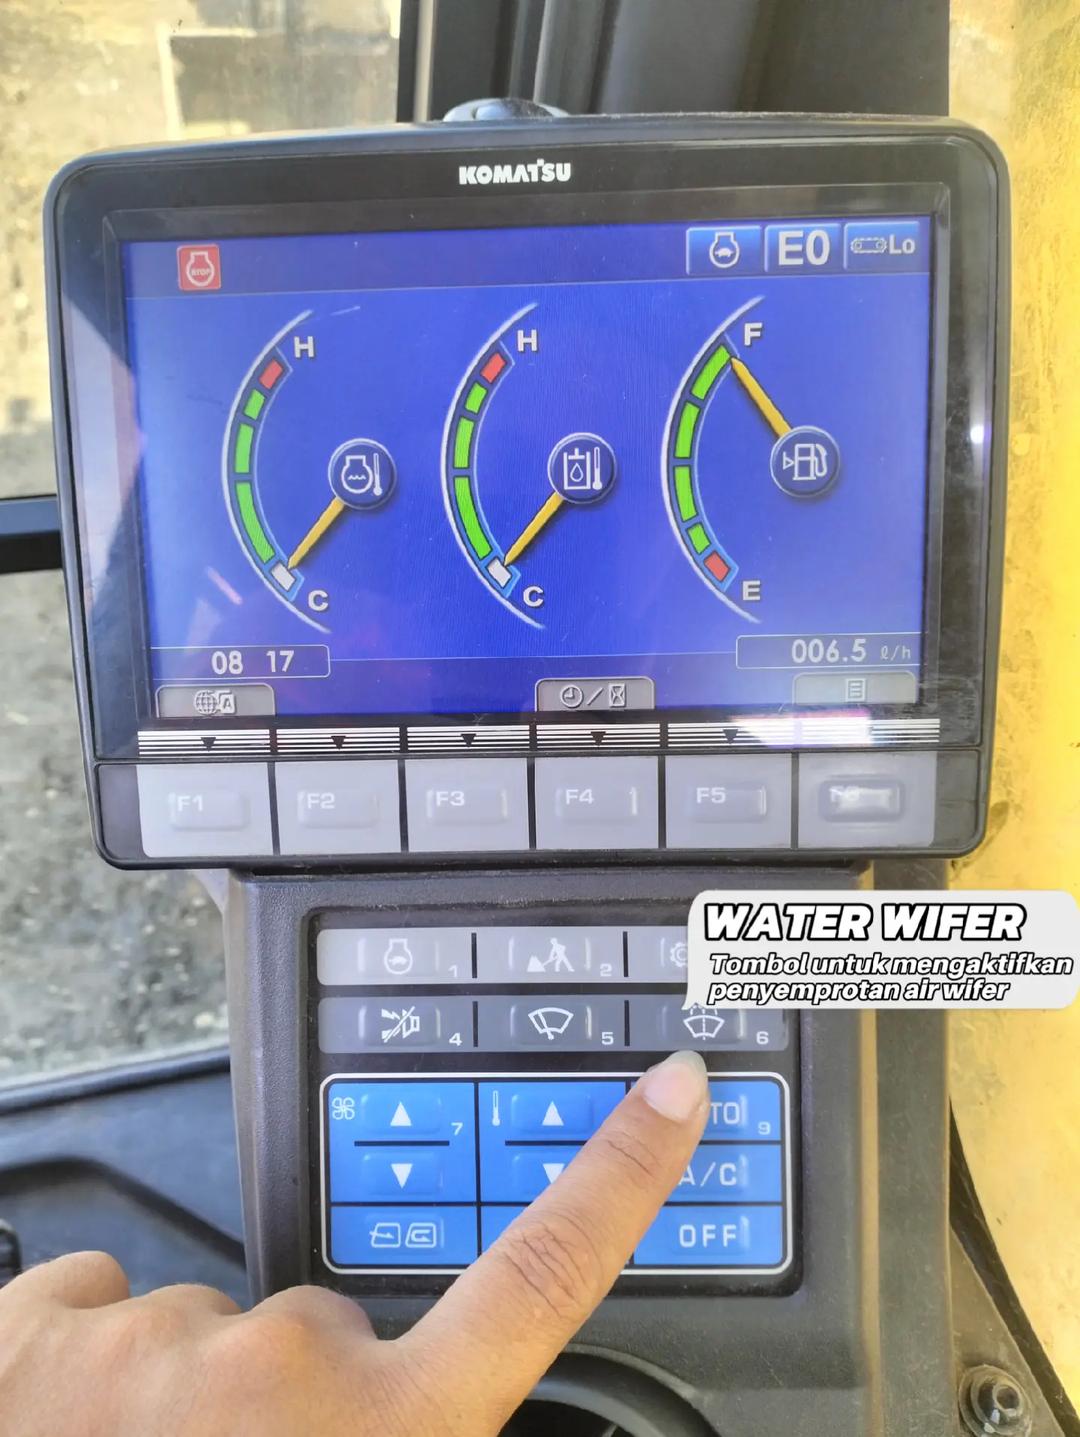 KOMATSU
STOP
E0
Lo
H
H
F
C
C
E
08 17
006.5 ℓ/h
A
F1
F2
F3
F4
F5
WATER WIFER
Tombol untuk mengaktifkan
penyemprotan air wifer
1
2
4
5
6
7
TO
9
A/C
OFF